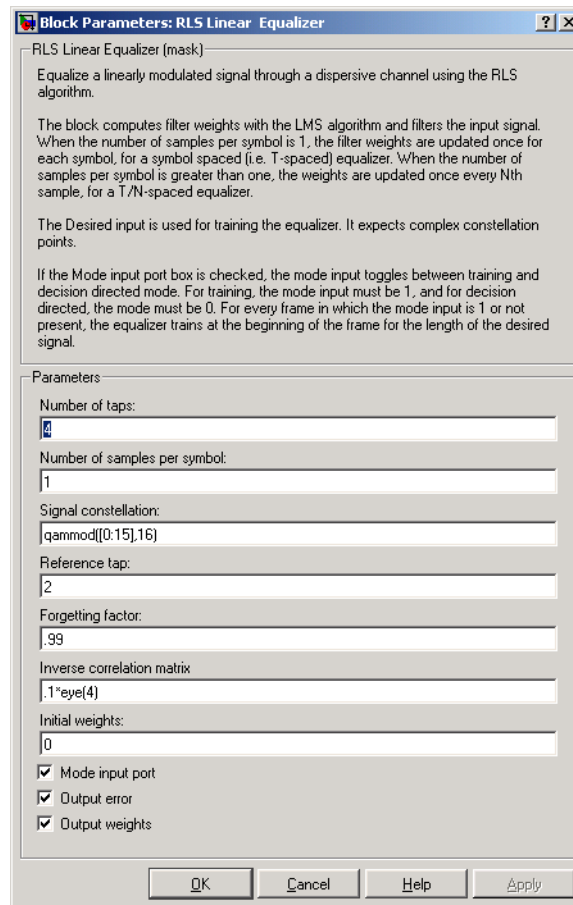 Block Parameters: RLS Linear Equalizer
RLS Linear Equalizer (mask)
Equalize a linearly modulated signal through a dispersive channel using the RLS
algorithm.
The block computes filter weights with the LMS algorithm and filters the input signal.
When the number of samples per symbol is 1, the filter weights are updated once for
each symbol, for a symbol spaced (i.e. T-spaced) equalizer. When the number of
samples per symbol is greater than one, the weights are updated once every Nth
sample, for a T/N-spaced equalizer.
The Desired input is used for training the equalizer. It expects complex constellation
points.
If the Mode input port box is checked, the mode input toggles between training and
decision directed mode. For training, the mode input must be 1, and for decision
directed, the mode must be 0. For every frame in which the mode input is 1 or not
present, the equalizer trains at the beginning of the frame for the length of the desired
signal.
Parameters
Number of taps:
4
Number of samples per symbol:
1
Signal constellation:
qammod([0:15],16)
Reference tap:
2
Forgetting factor:
.99
Inverse correlation matrix
.1*eye(4)
Initial weights:
0
Mode input port
Output error
Output weights
OK Cancel Help Apply